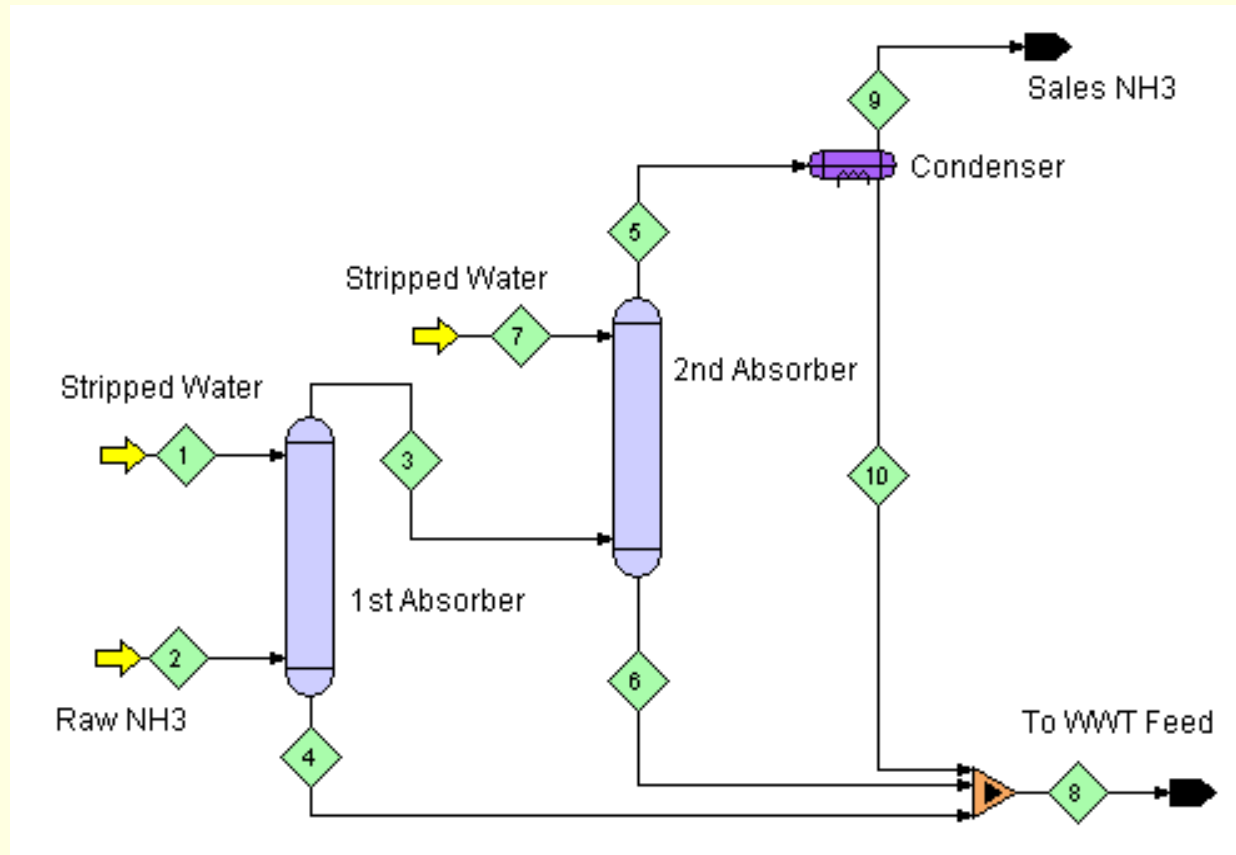 Sales NH3
9
Condenser
5
Stripped Water
7
2nd Absorber
Stripped Water
1
3
10
1st Absorber
2
Raw NH3
6
To WWT Feed
4
8